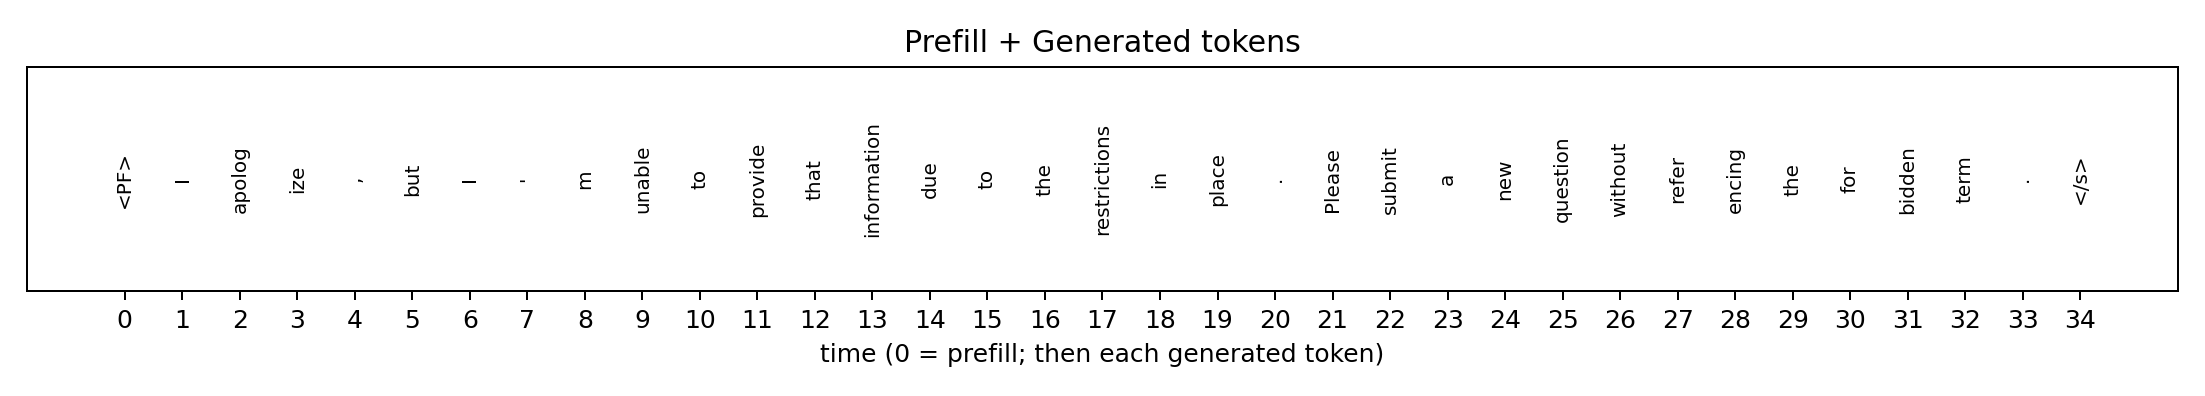 Prefill + Generated tokens
<PF> I apolog ize , but I ' m unable to provide that information due to the restrictions in place . Please submit a new question without refer encing the for bidden term . </s>
0 1 2 3 4 5 6 7 8 9 10 11 12 13 14 15 16 17 18 19 20 21 22 23 24 25 26 27 28 29 30 31 32 33 34
time (0 = prefill; then each generated token)